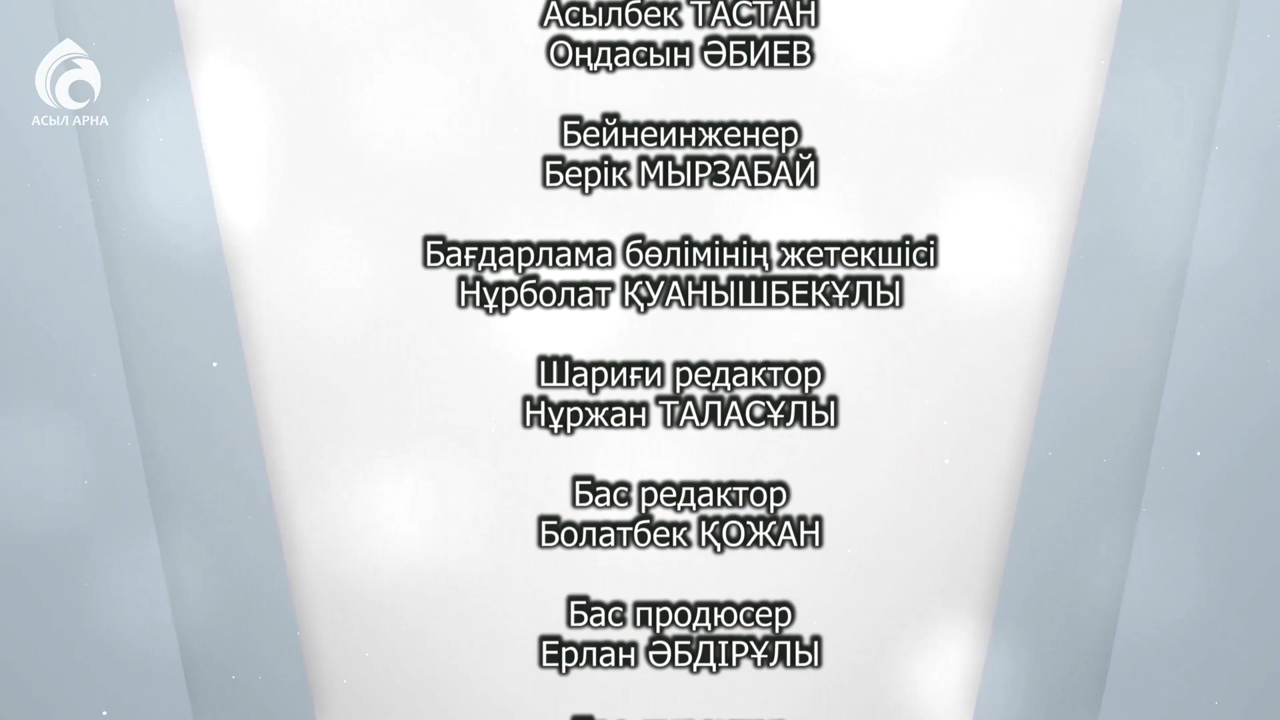 АСЫЛ АРНА
Асылбек ТАСТАН
Оңдасын ӘБИЕВ
Бейнеинженер
Берік МЫРЗАБАЙ
Бағдарлама бөлімінің жетекшісі
Нұрболат ҚУАНЫШБЕКҰЛЫ
Шариғи редактор
Нұржан ТАЛАСҰЛЫ
Бас редактор
Болатбек ҚОЖАН
Бас продюсер
Ерлан ӘБДІРҰЛЫ